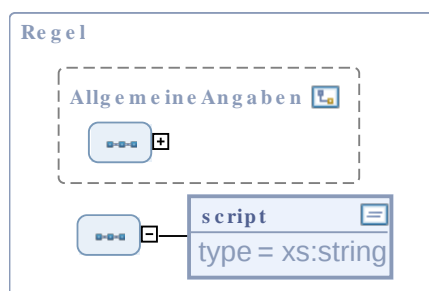 Regel
AllgemeineAngaben
script
type = xs:string